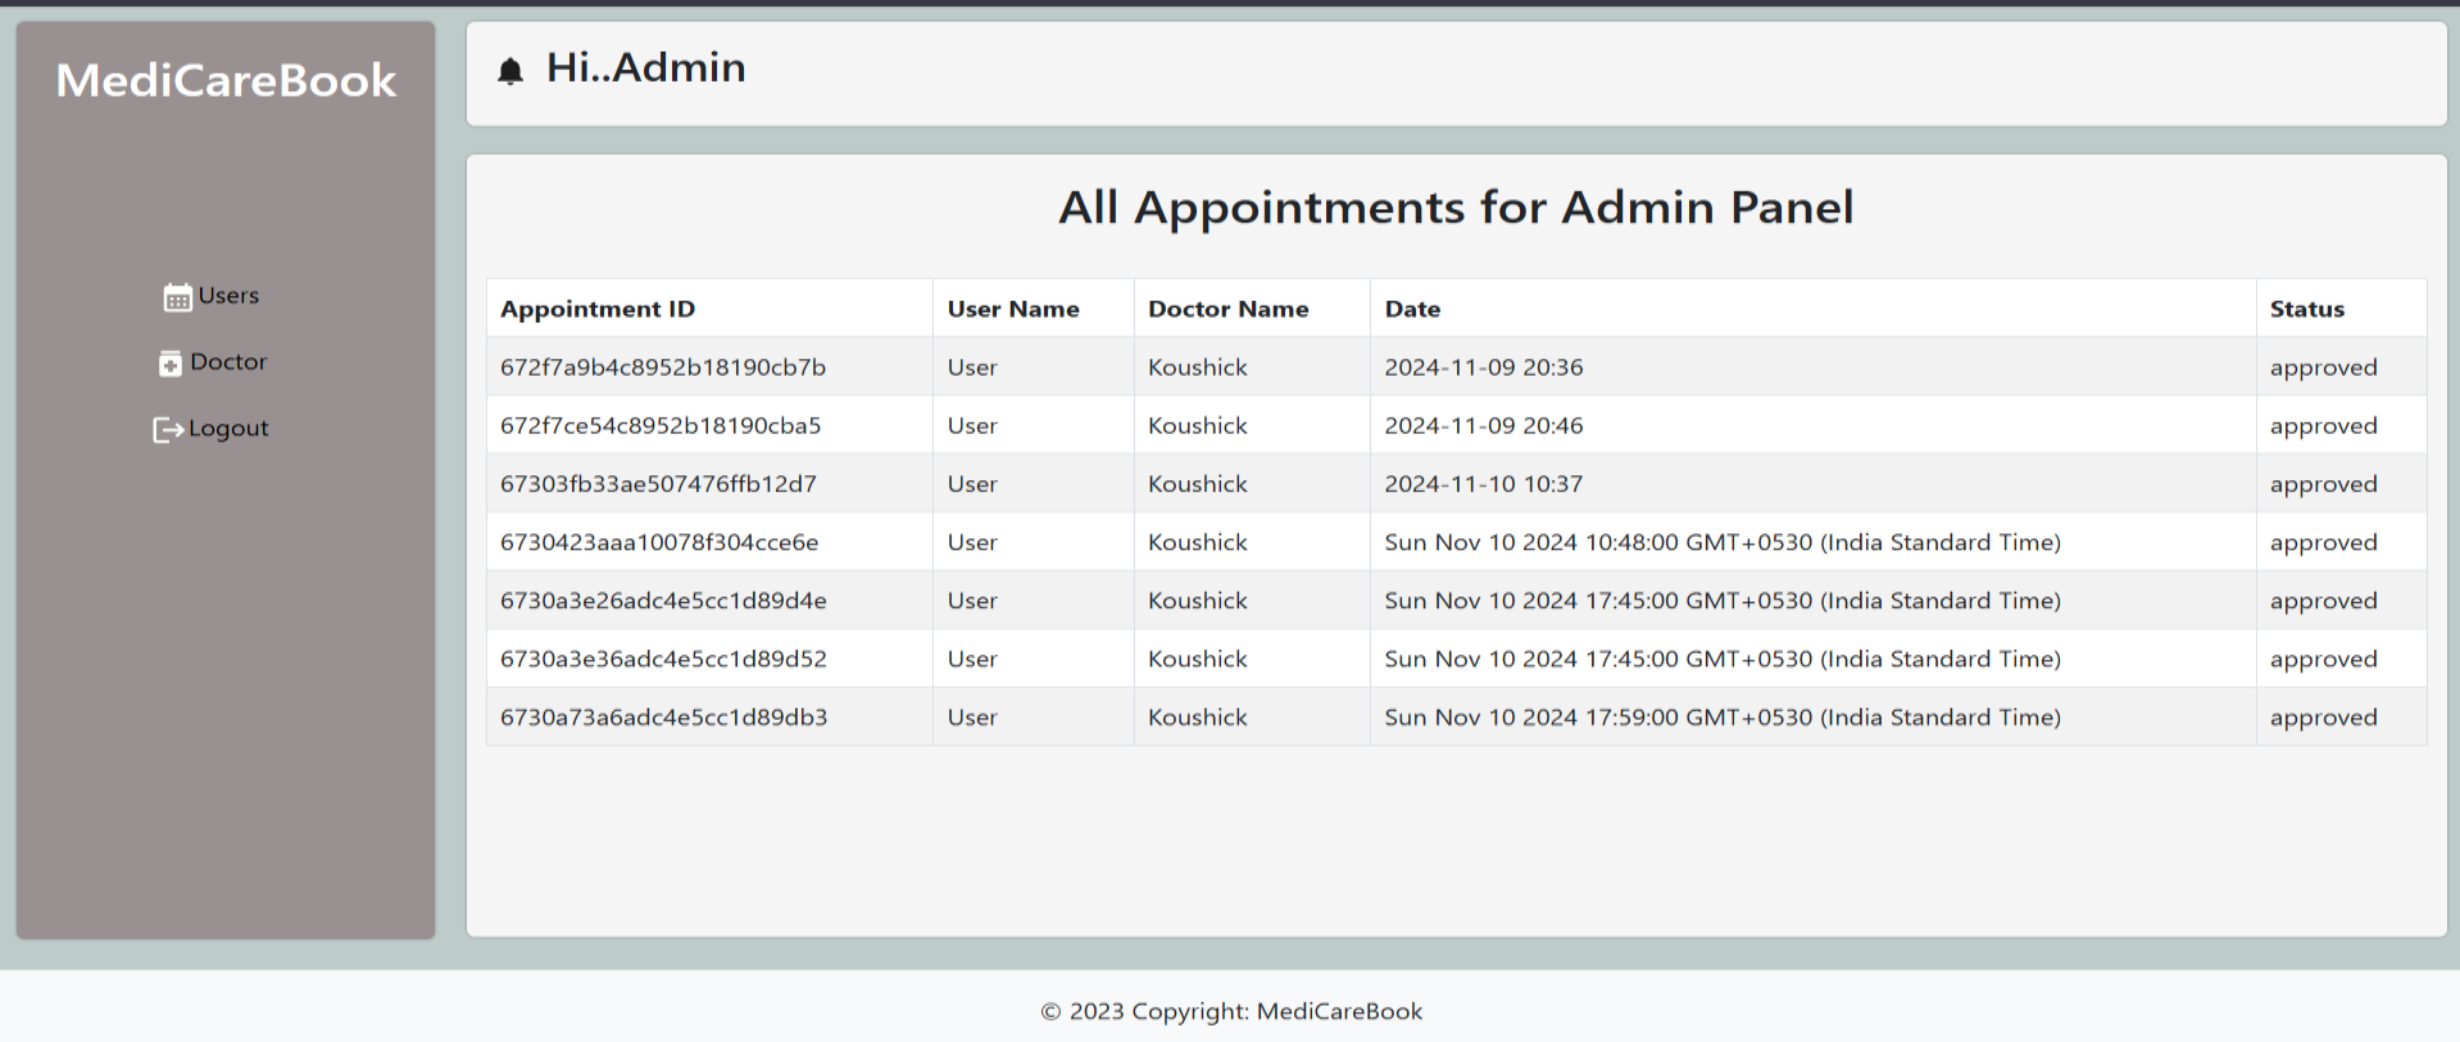 MediCareBook
Users
Doctor
Logout
Hi..Admin
All Appointments for Admin Panel
Appointment ID User Name Doctor Name Date Status
672f7a9b4c8952b18190cb7b User Koushick 2024-11-09 20:36 approved
672f7ce54c8952b18190cba5 User Koushick 2024-11-09 20:46 approved
67303fb33ae507476ffb12d7 User Koushick 2024-11-10 10:37 approved
6730423aaa10078f304cce6e User Koushick Sun Nov 10 2024 10:48:00 GMT+0530 (India Standard Time) approved
6730a3e26adc4e5cc1d89d4e User Koushick Sun Nov 10 2024 17:45:00 GMT+0530 (India Standard Time) approved
6730a3e36adc4e5cc1d89d52 User Koushick Sun Nov 10 2024 17:45:00 GMT+0530 (India Standard Time) approved
6730a73a6adc4e5cc1d89db3 User Koushick Sun Nov 10 2024 17:59:00 GMT+0530 (India Standard Time) approved
© 2023 Copyright: MediCareBook